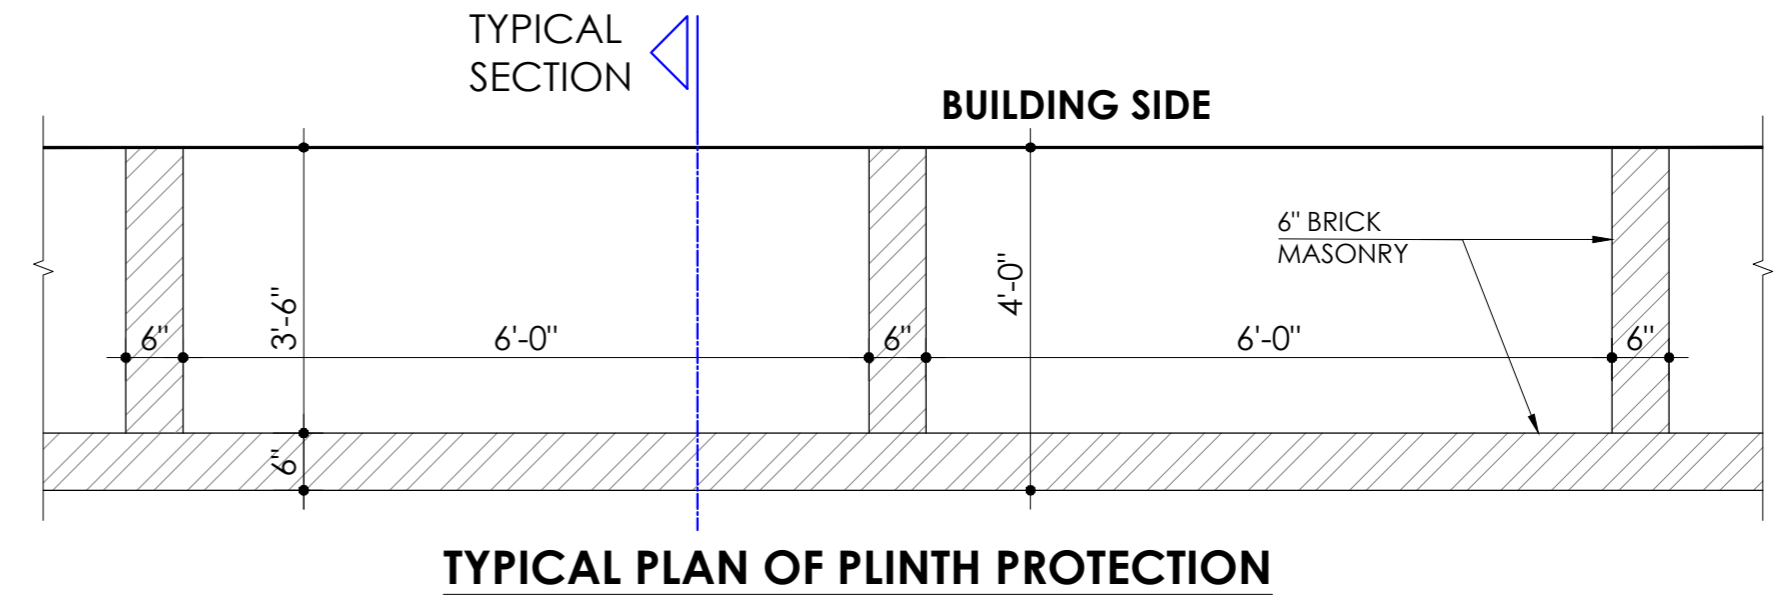 TYPICAL
SECTION
BUILDING SIDE
6" BRICK
MASONRY
3'-6"
4'-0"
6"
6'-0"
6"
6'-0"
6"
6"
TYPICAL PLAN OF PLINTH PROTECTION